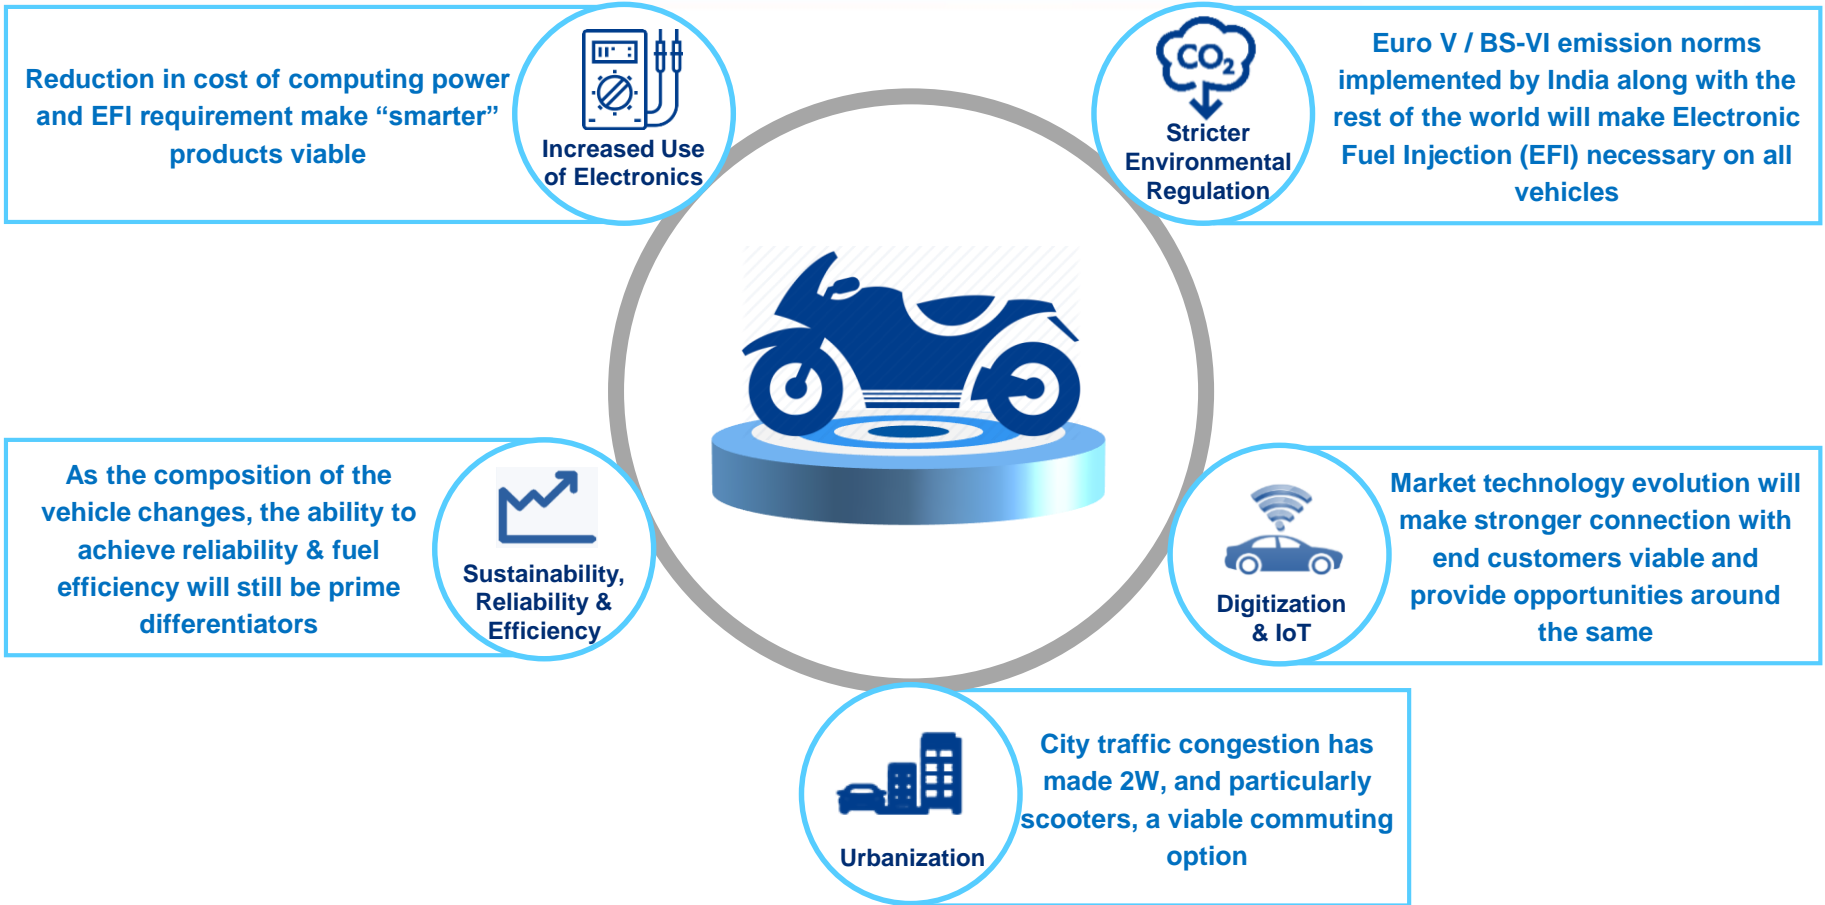 Reduction in cost of computing power
and EFI requirement make “smarter”
products viable
Increased Use
of Electronics
CO2
Stricter
Environmental
Regulation
Euro V / BS-VI emission norms
implemented by India along with the
rest of the world will make Electronic
Fuel Injection (EFI) necessary on all
vehicles
As the composition of the
vehicle changes, the ability to
achieve reliability & fuel
efficiency will still be prime
differentiators
Sustainability,
Reliability &
Efficiency
Digitization
& IoT
Market technology evolution will
make stronger connection with
end customers viable and
provide opportunities around
the same
Urbanization
City traffic congestion has
made 2W, and particularly
scooters, a viable commuting
option